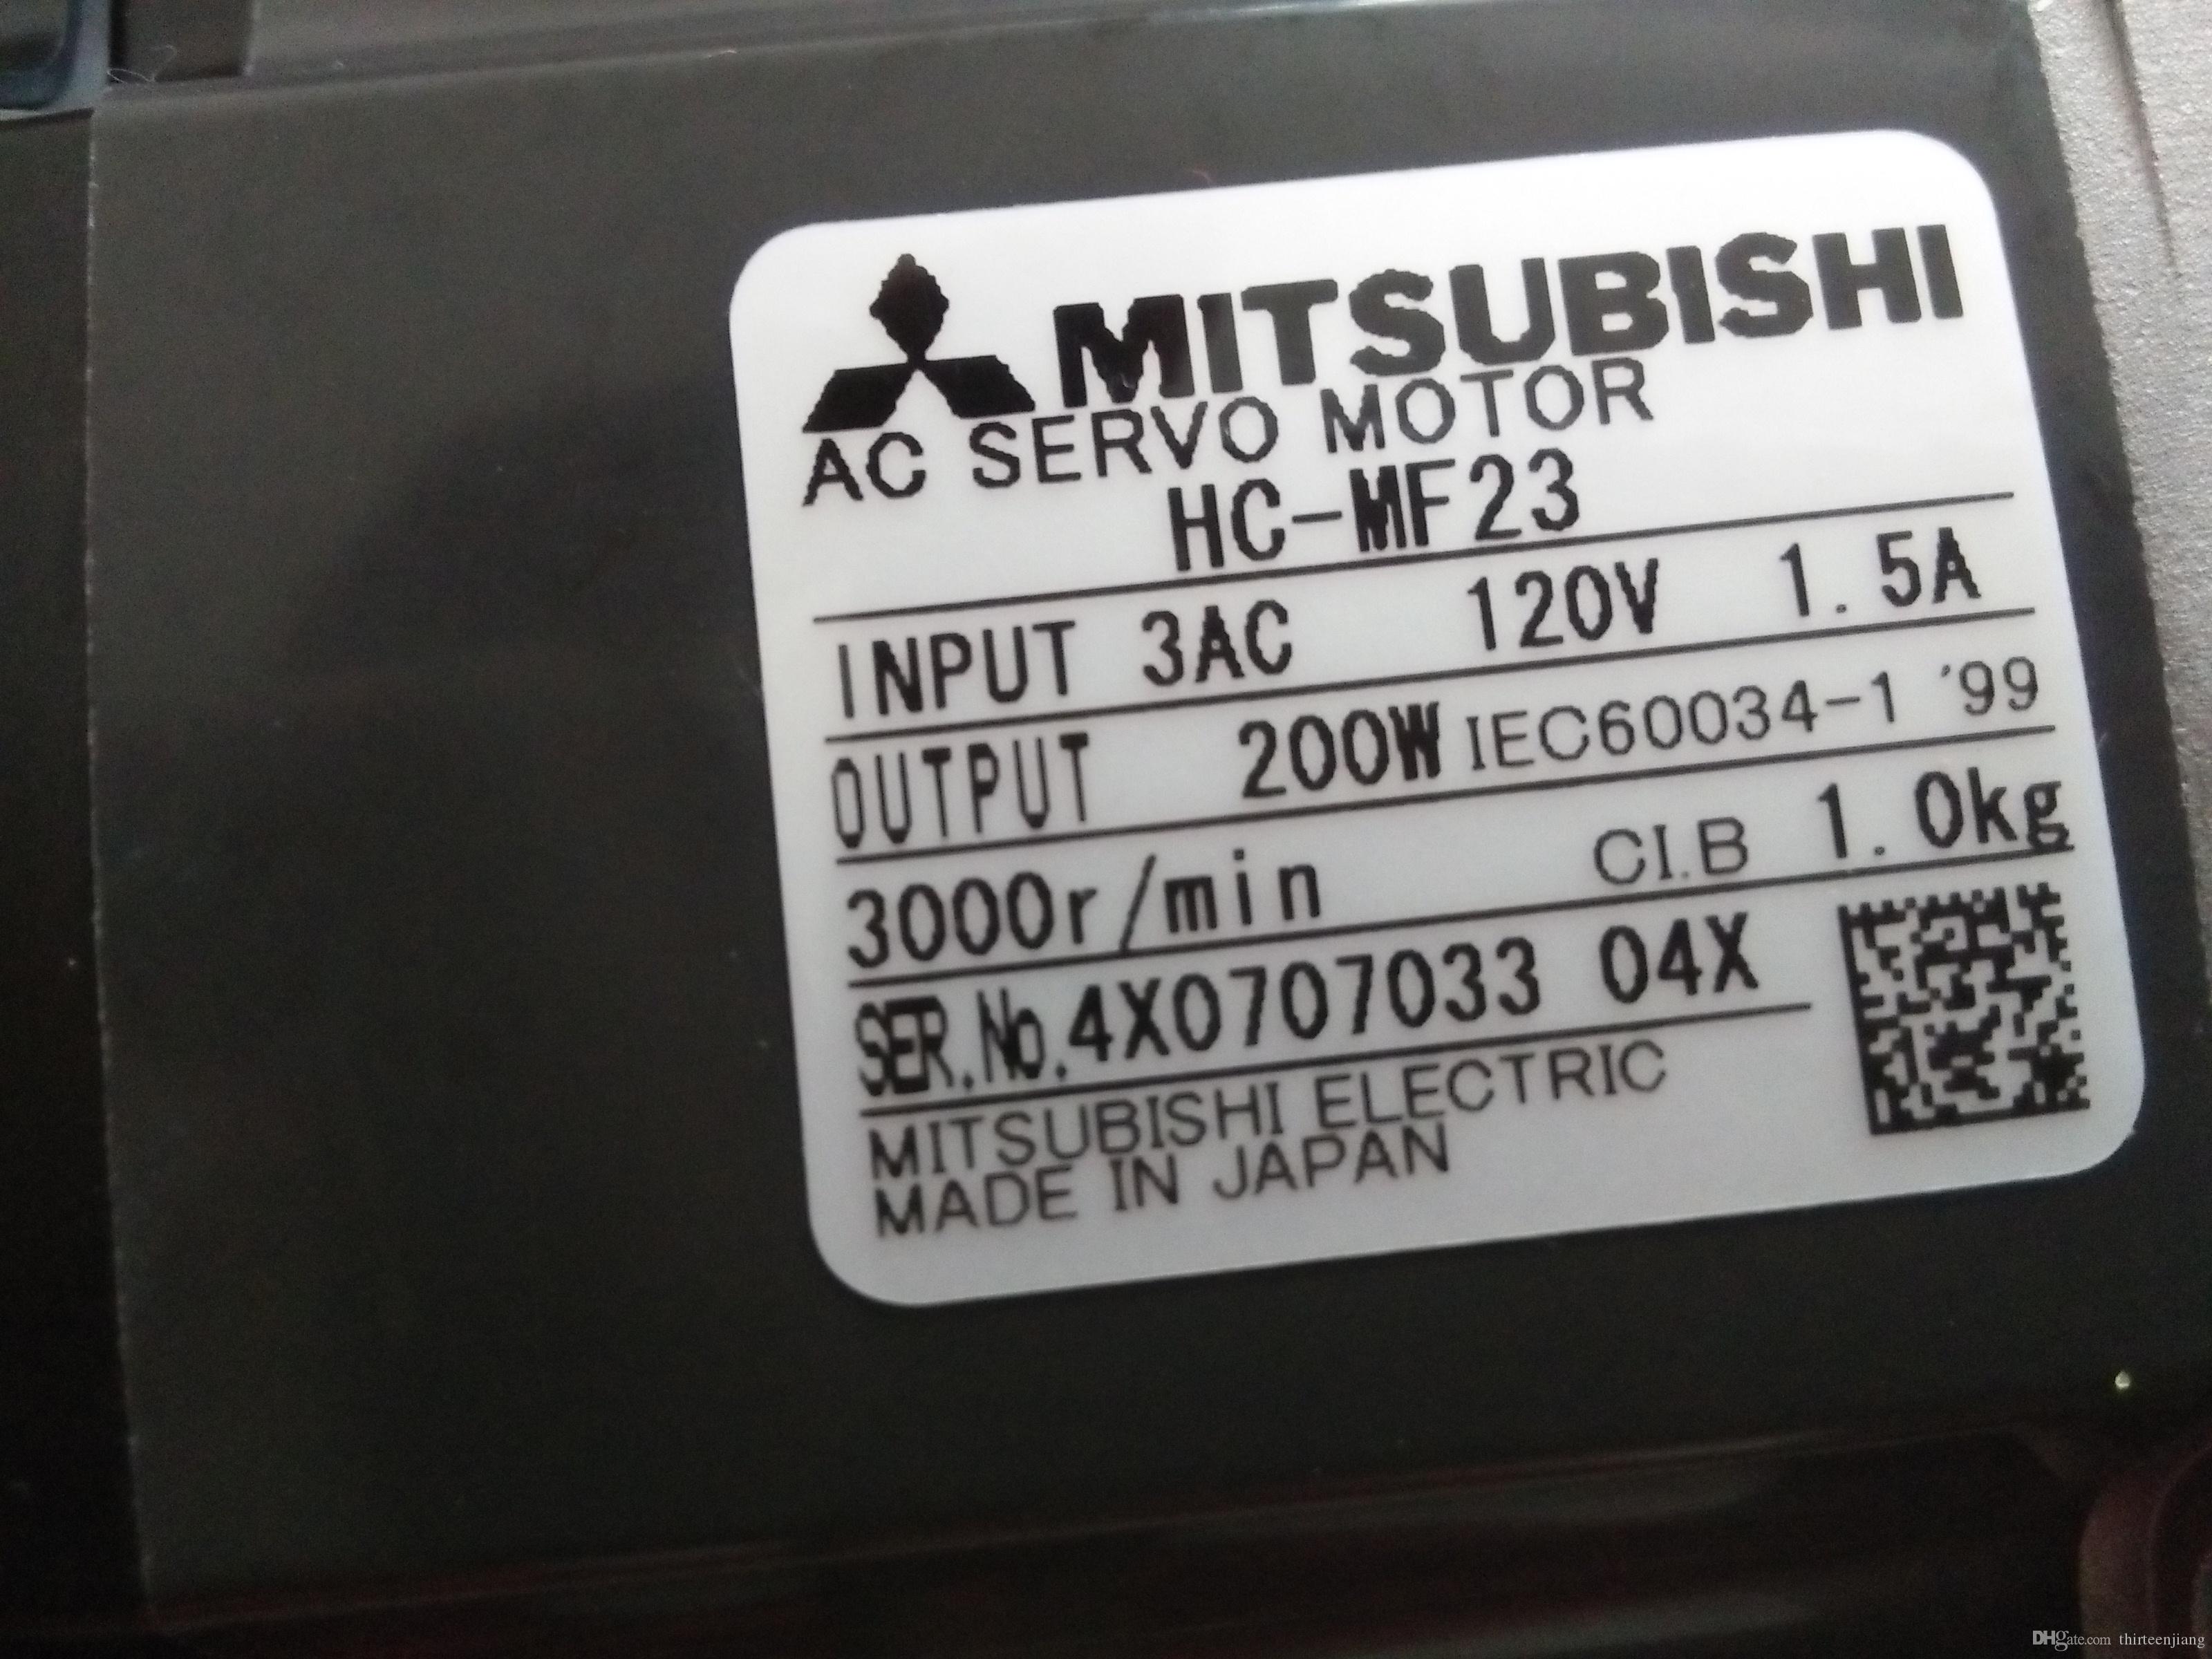 MITSUBISHI
AC SERVO MOTOR
HC-MF23
INPUT 3AC 120V 1.5A
OUTPUT 200W IEC60034-1 '99
3000r/min CI.B 1.0kg
SER.No.4X0707033 04X
MITSUBISHI ELECTRIC
MADE IN JAPAN
DHgate.com thirteenjiang